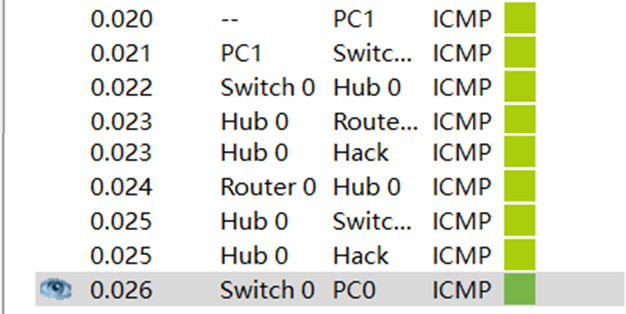 0.020 -- PC1 ICMP
0.021 PC1 Switc... ICMP
0.022 Switch 0 Hub 0 ICMP
0.023 Hub 0 Route... ICMP
0.023 Hub 0 Hack ICMP
0.024 Router 0 Hub 0 ICMP
0.025 Hub 0 Switc... ICMP
0.025 Hub 0 Hack ICMP
0.026 Switch 0 PC0 ICMP